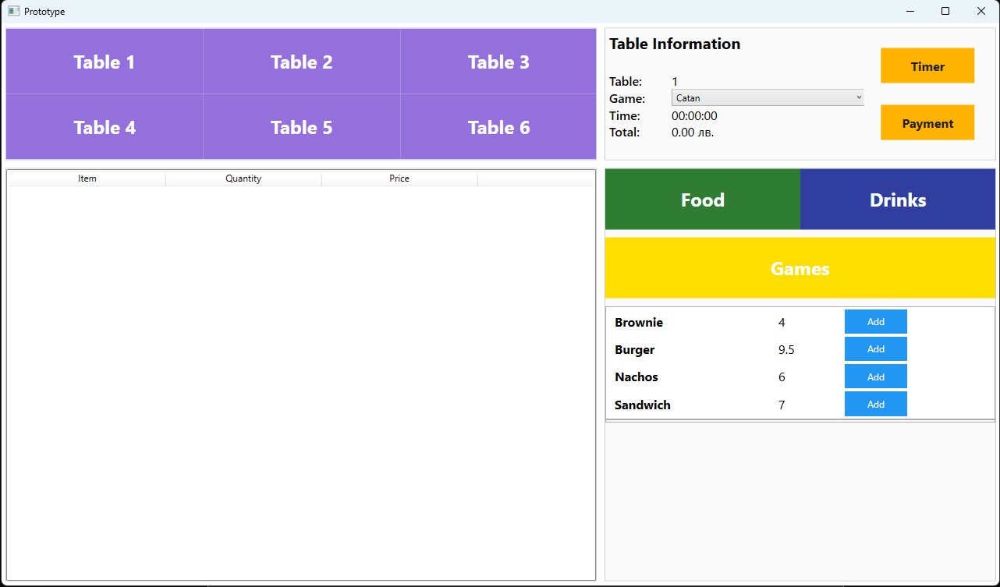 Prototype
Table 1 Table 2 Table 3
Table 4 Table 5 Table 6
Table Information
Table: 1
Game: Catan
Time: 00:00:00
Total: 0.00 лв.
Timer
Payment
Item Quantity Price
Food Drinks
Games
Brownie 4 Add
Burger 9.5 Add
Nachos 6 Add
Sandwich 7 Add